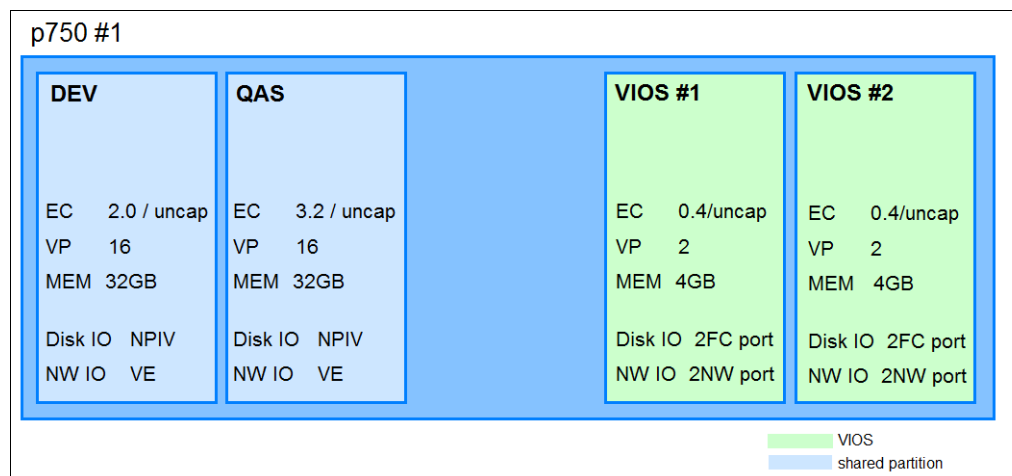 p750 #1
DEV
EC 2.0 / uncap
VP 16
MEM 32GB
Disk IO NPIV
NW IO VE
QAS
EC 3.2 / uncap
VP 16
MEM 32GB
Disk IO NPIV
NW IO VE
VIOS #1
EC 0.4/uncap
VP 2
MEM 4GB
Disk IO 2FC port
NW IO 2NW port
VIOS #2
EC 0.4/uncap
VP 2
MEM 4GB
Disk IO 2FC port
NW IO 2NW port
VIOS
shared partition